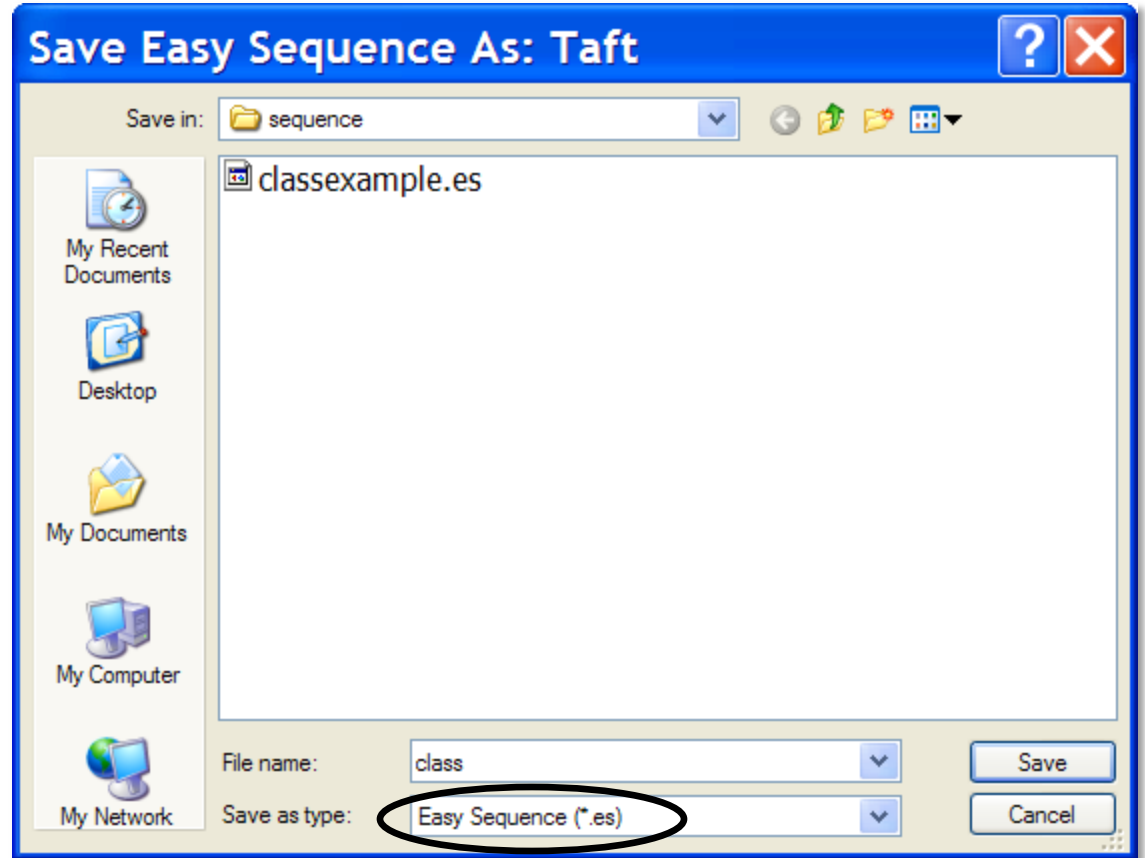 Save Easy Sequence As: Taft
Save in:
sequence
classexample.es
My Recent
Documents
Desktop
My Documents
My Computer
My Network
File name:
class
Save
Save as type:
Easy Sequence (*.es)
Cancel